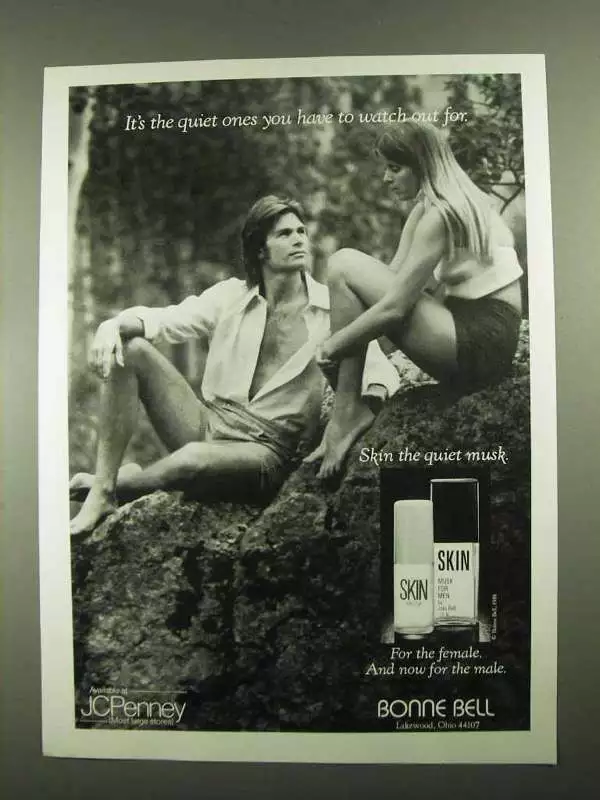 It's the quiet ones you have to watch out for.
Skin the quiet musk.
SKIN
SKIN
MUSK
FOR
MEN
by
For the female.
And now for the male.
Available at
JCPenney
(Most large stores)
BONNE BELL
Lakewood, Ohio 44107